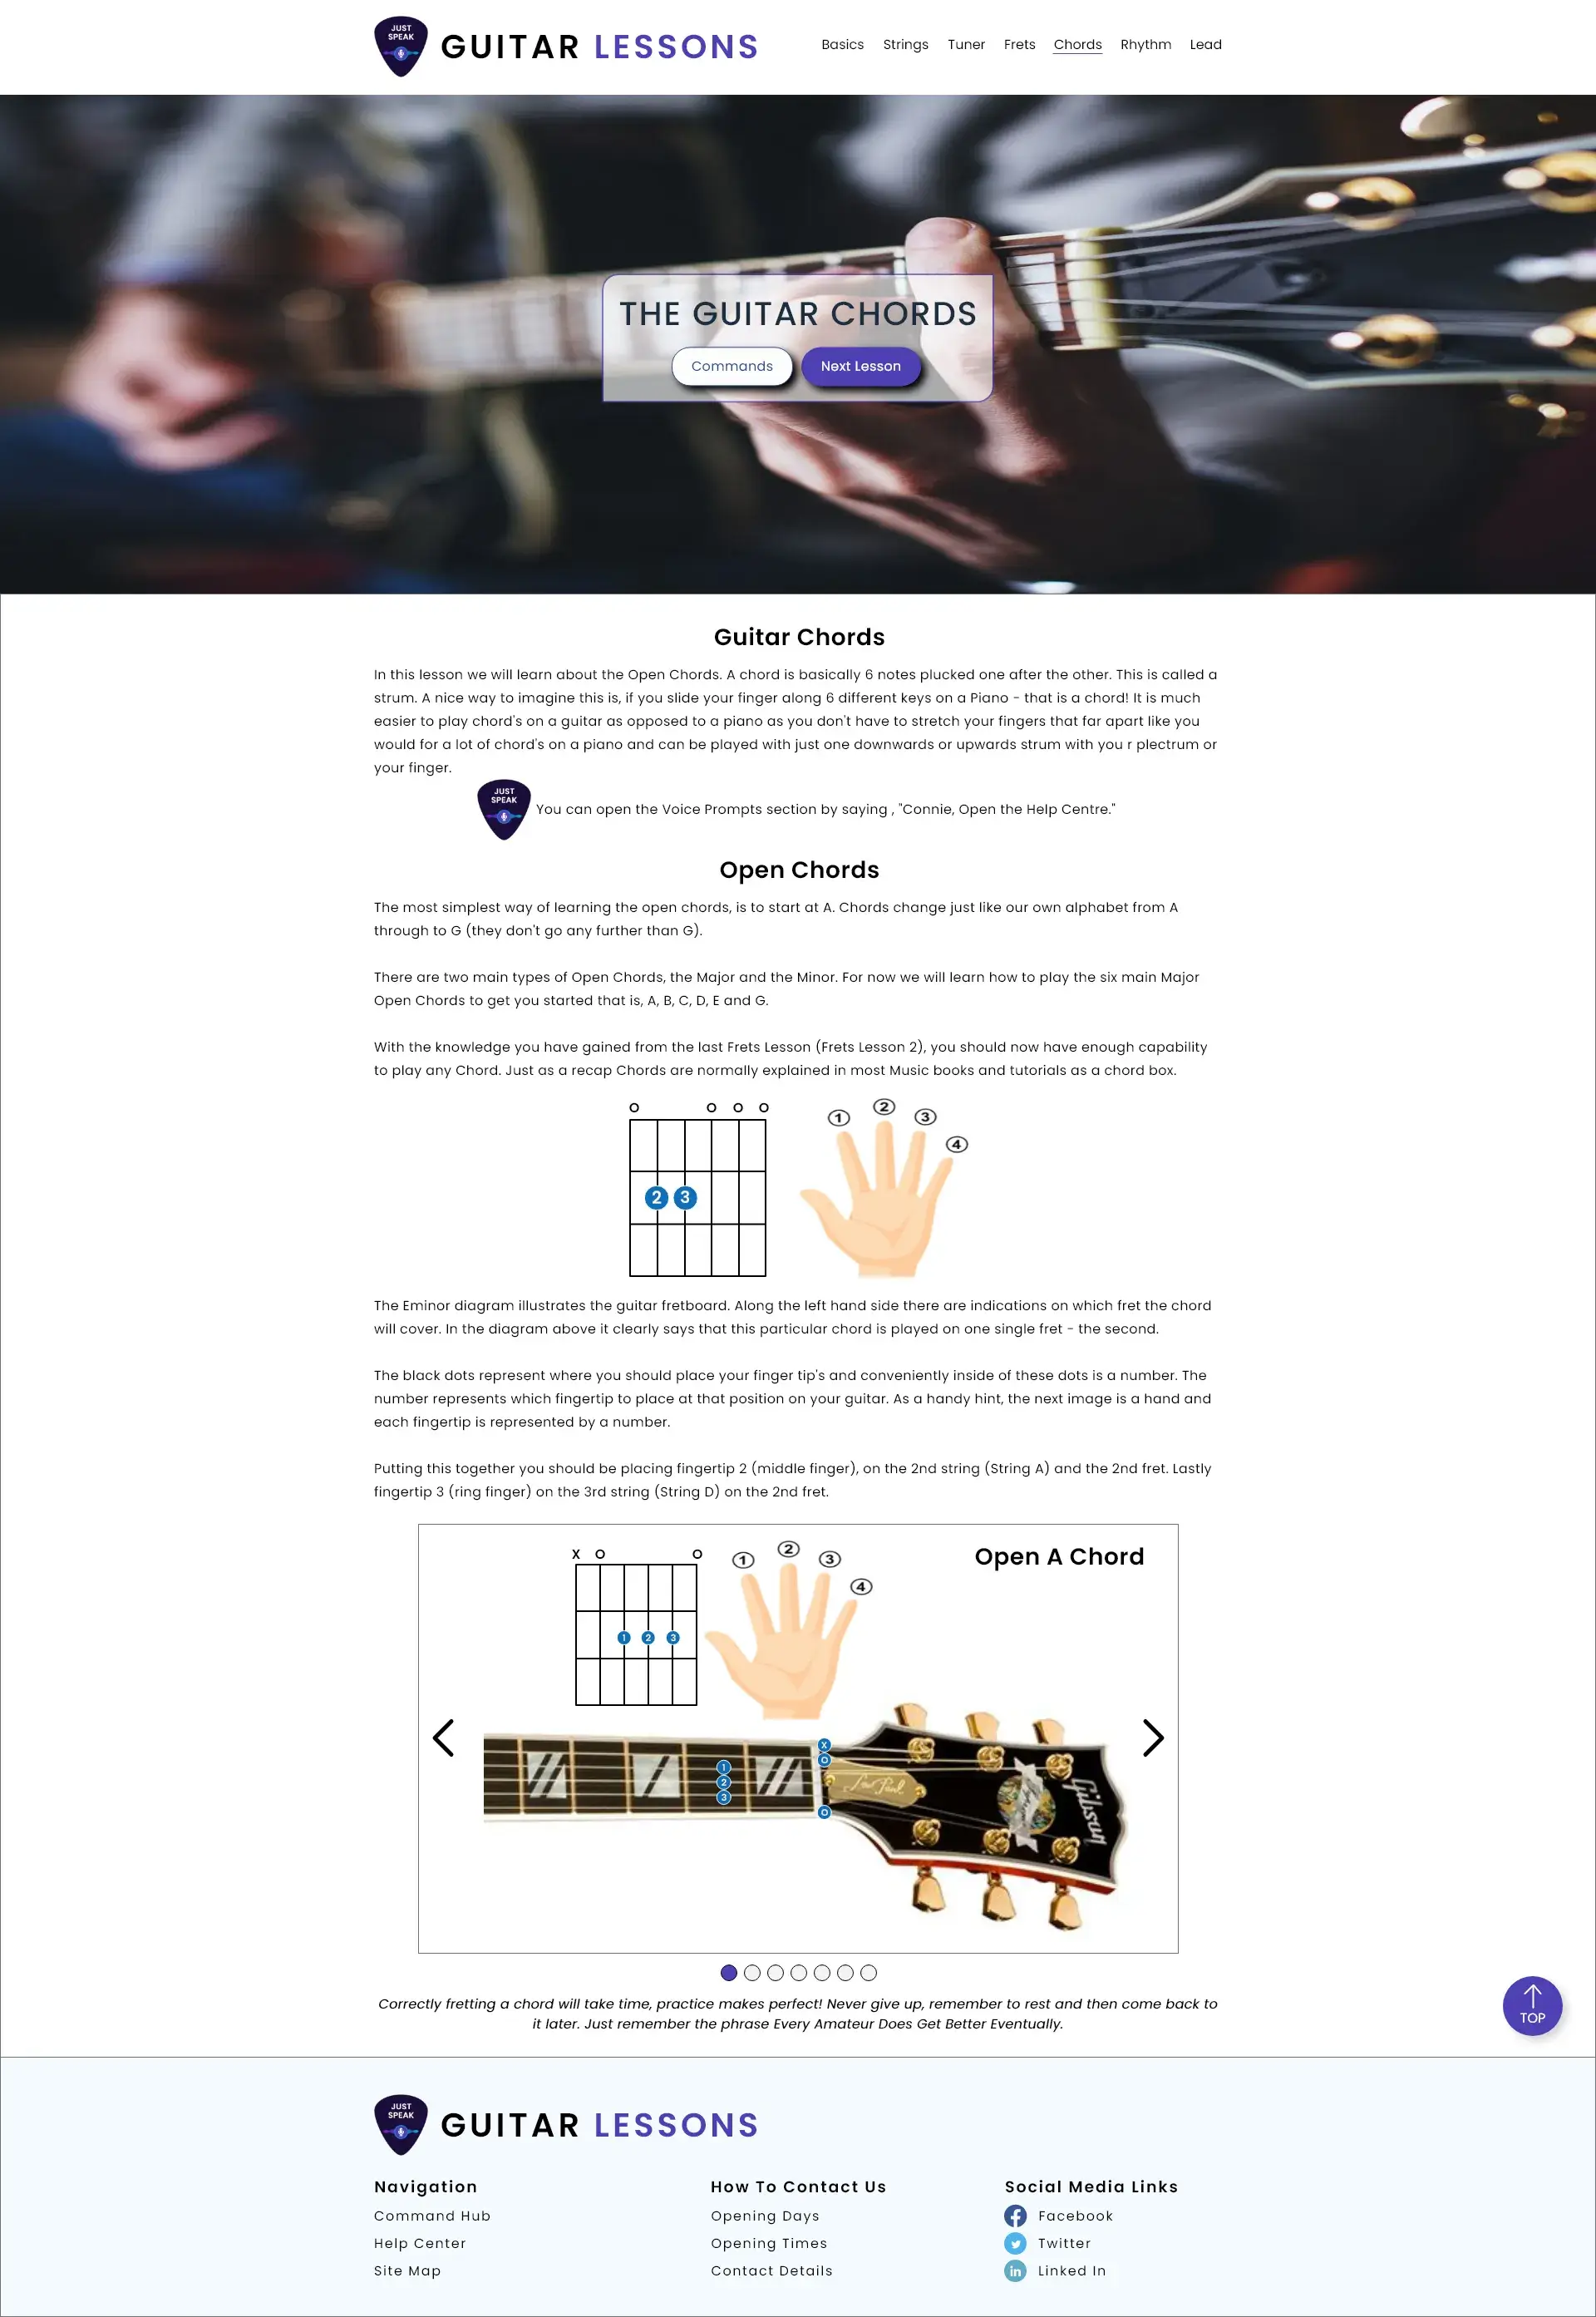 JUST
SPEAK
GUITAR LESSONS
Basics Strings Tuner Frets Chords Rhythm Lead
THE GUITAR CHORDS
Commands Next Lesson
Guitar Chords
In this lesson we will learn about the Open Chords. A chord is basically 6 notes plucked one after the other. This is called a
strum. A nice way to imagine this is, if you slide your finger along 6 different keys on a Piano - that is a chord! It is much
easier to play chord's on a guitar as opposed to a piano as you don't have to stretch your fingers that far apart like you
would for a lot of chord's on a piano and can be played with just one downwards or upwards strum with you r plectrum or
your finger.
JUST
SPEAK
You can open the Voice Prompts section by saying , "Connie, Open the Help Centre."
Open Chords
The most simplest way of learning the open chords, is to start at A. Chords change just like our own alphabet from A
through to G (they don't go any further than G).
There are two main types of Open Chords, the Major and the Minor. For now we will learn how to play the six main Major
Open Chords to get you started that is, A, B, C, D, E and G.
With the knowledge you have gained from the last Frets Lesson (Frets Lesson 2), you should now have enough capability
to play any Chord. Just as a recap Chords are normally explained in most Music books and tutorials as a chord box.
O O O O
2 3
1 2 3 4
The Eminor diagram illustrates the guitar fretboard. Along the left hand side there are indications on which fret the chord
will cover. In the diagram above it clearly says that this particular chord is played on one single fret - the second.
The black dots represent where you should place your finger tip's and conveniently inside of these dots is a number. The
number represents which fingertip to place at that position on your guitar. As a handy hint, the next image is a hand and
each fingertip is represented by a number.
Putting this together you should be placing fingertip 2 (middle finger), on the 2nd string (String A) and the 2nd fret. Lastly
fingertip 3 (ring finger) on the 3rd string (String D) on the 2nd fret.
Open A Chord
X O O
1 2 3
1 2 3 4
X
O
1
2
3
O
Les Paul
Gibson
Correctly fretting a chord will take time, practice makes perfect! Never give up, remember to rest and then come back to
it later. Just remember the phrase Every Amateur Does Get Better Eventually.
TOP
JUST
SPEAK
GUITAR LESSONS
Navigation
Command Hub
Help Center
Site Map
How To Contact Us
Opening Days
Opening Times
Contact Details
Social Media Links
Facebook
Twitter
in Linked In